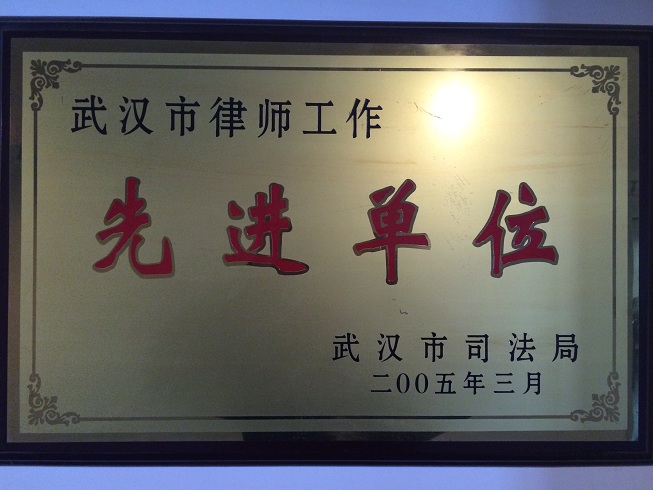 武汉市律师工作
先进单位
武汉市司法局
二00五年三月